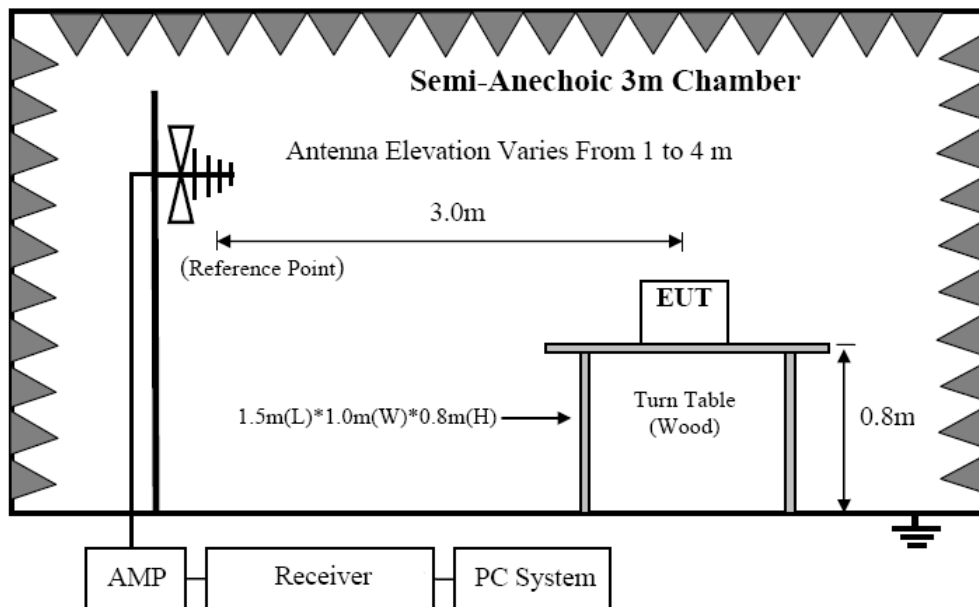 Semi-Anechoic 3m Chamber
Antenna Elevation Varies From 1 to 4 m
3.0m
(Reference Point)
EUT
1.5m(L)*1.0m(W)*0.8m(H)
Turn Table
(Wood)
0.8m
AMP
Receiver
PC System